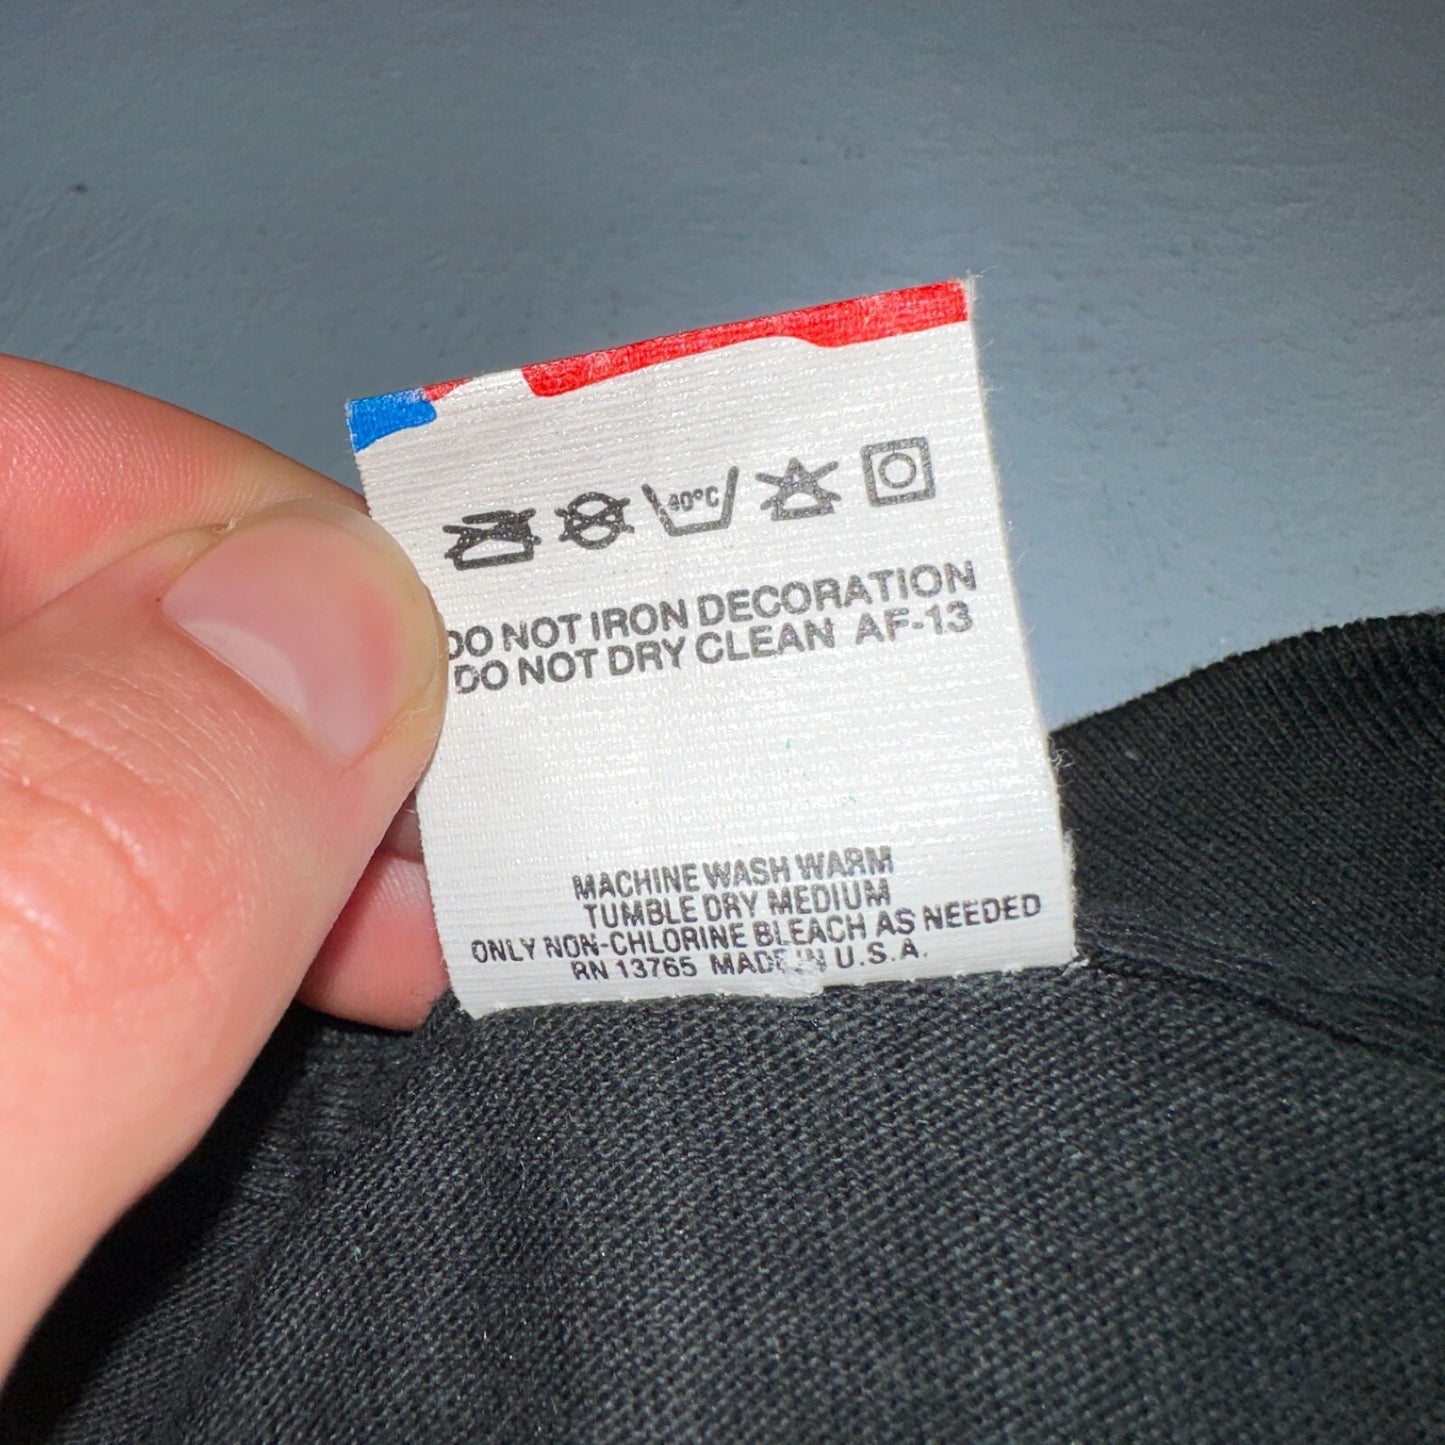 40°C
DO NOT IRON DECORATION
DO NOT DRY CLEAN AF-13
MACHINE WASH WARM
TUMBLE DRY MEDIUM
ONLY NON-CHLORINE BLEACH AS NEEDED
RN 13765 MADE IN U.S.A.